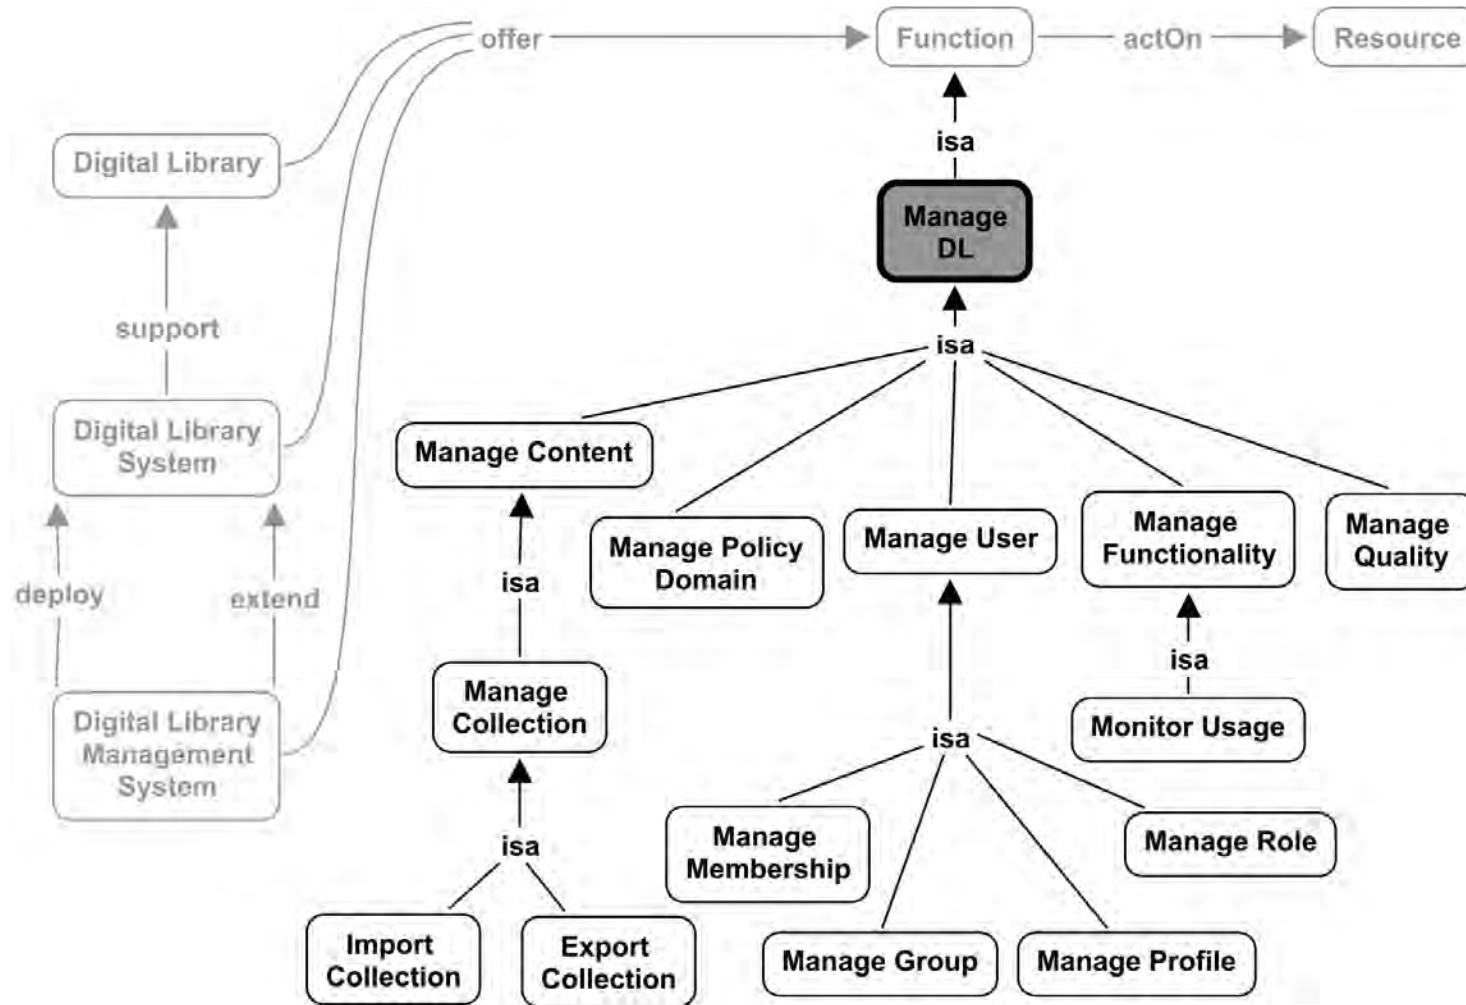 offer
Function
actOn
Resource
isa
Digital Library
Manage
DL
support
isa
Digital Library
System
Manage Content
Manage Policy
Domain
Manage User
Manage
Functionality
Manage
Quality
deploy
extend
isa
isa
Manage
Collection
Monitor Usage
Digital Library
Management
System
isa
isa
Manage
Membership
Manage Role
Import
Collection
Export
Collection
Manage Group
Manage Profile